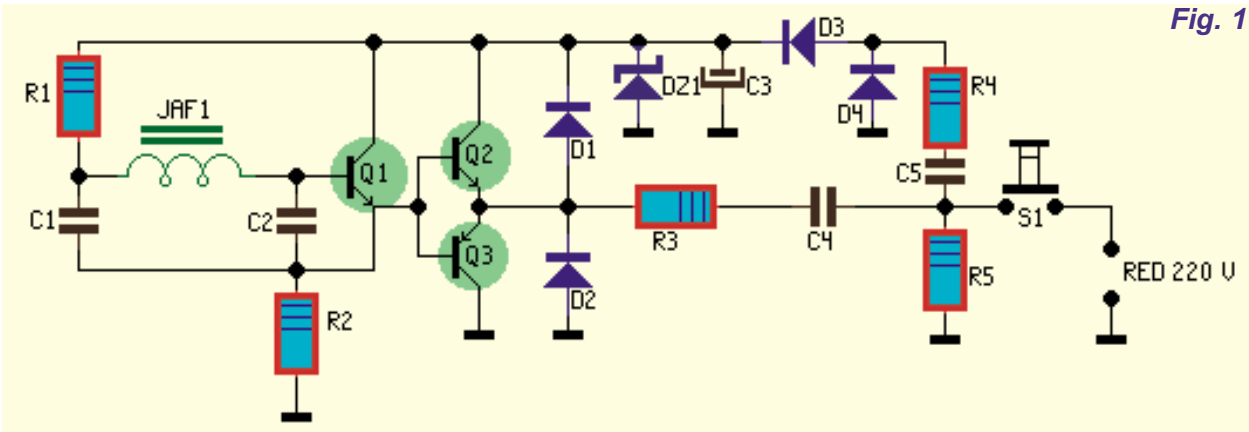 Fig. 1
D3
R1
JAF1
DZ1
C3
D4
R4
Q1
Q2
D1
C5
C1
C2
Q3
R3
C4
S1
D2
R5
RED 220 V
R2